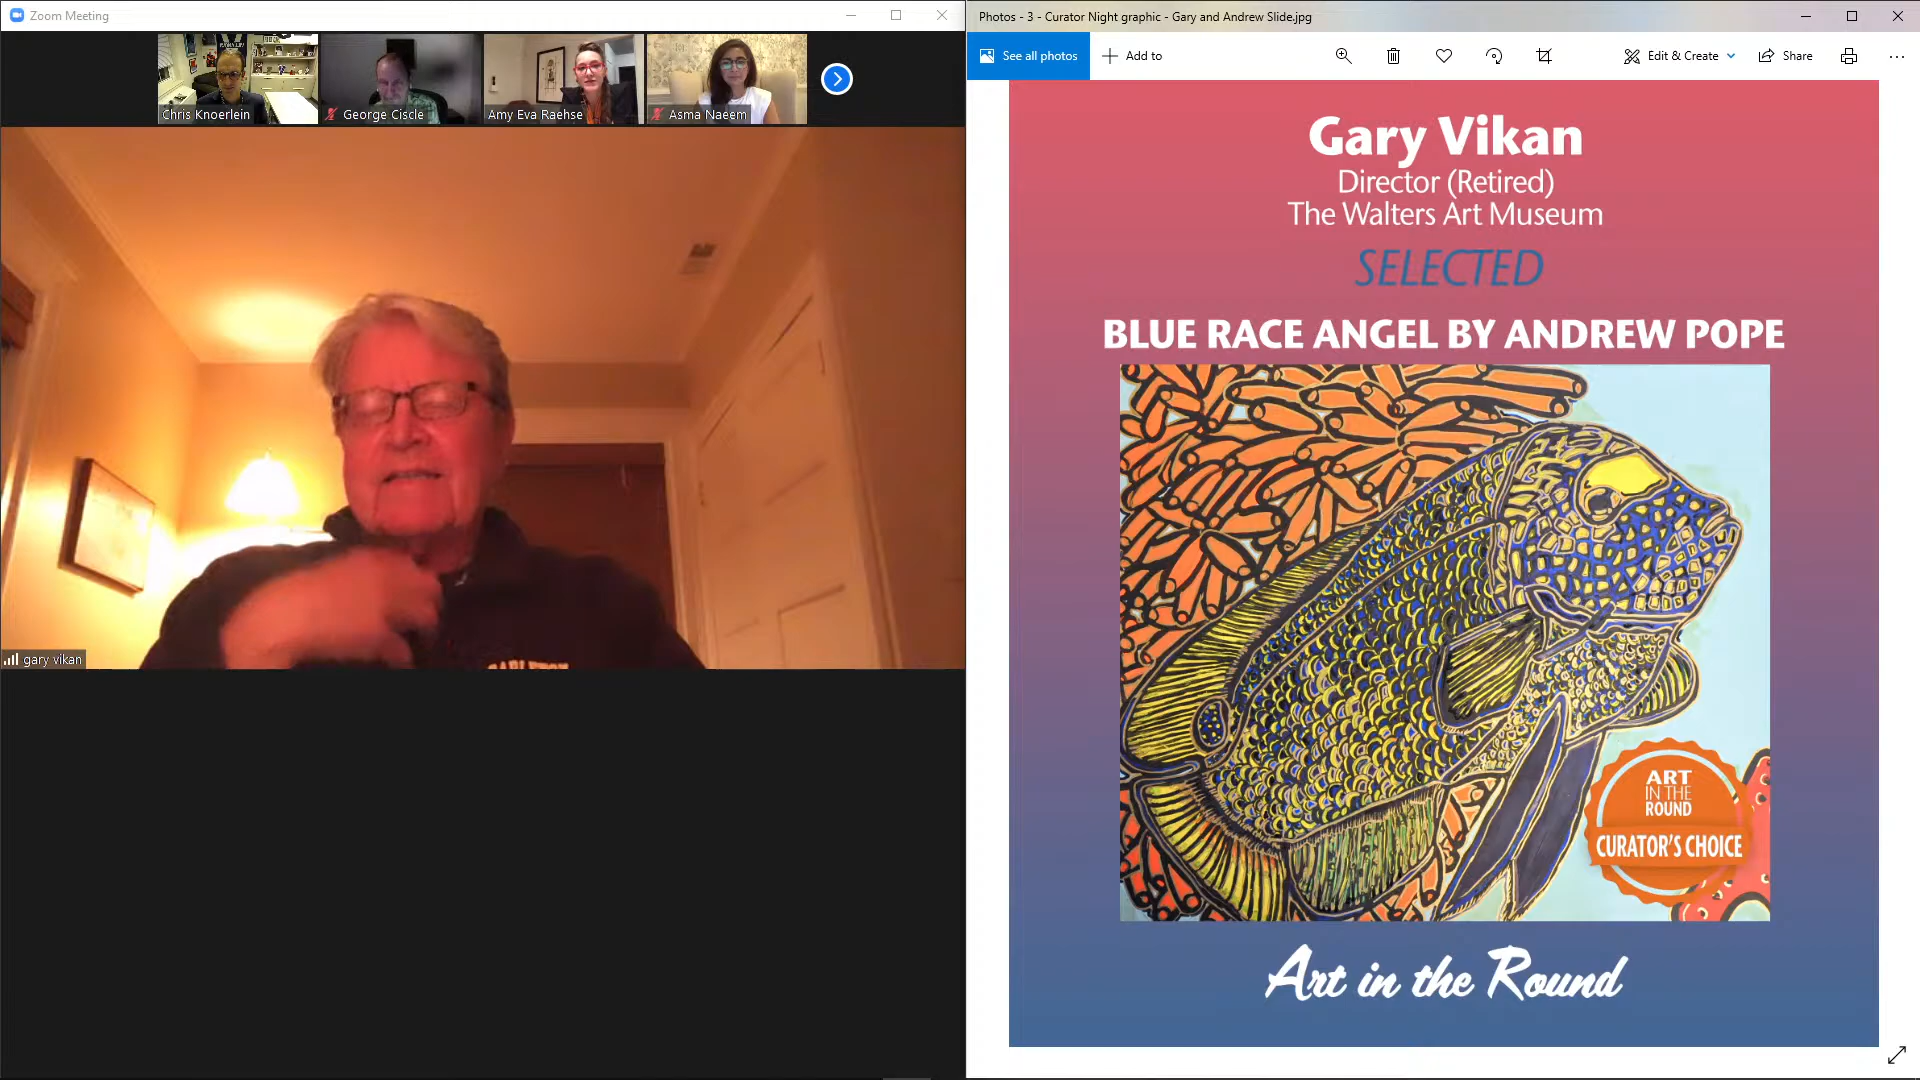 Zoom Meeting
Chris Knoerlein
George Ciscle
Amy Eva Raehse
Asma Naeem
gary vikan
Photos - 3 - Curator Night graphic - Gary and Andrew Slide.jpg
See all photos
Add to
Edit & Create
Share
Gary Vikan
Director (Retired)
The Walters Art Museum
SELECTED
BLUE RACE ANGEL BY ANDREW POPE
ART
IN THE
ROUND
CURATOR'S CHOICE
Art in the Round